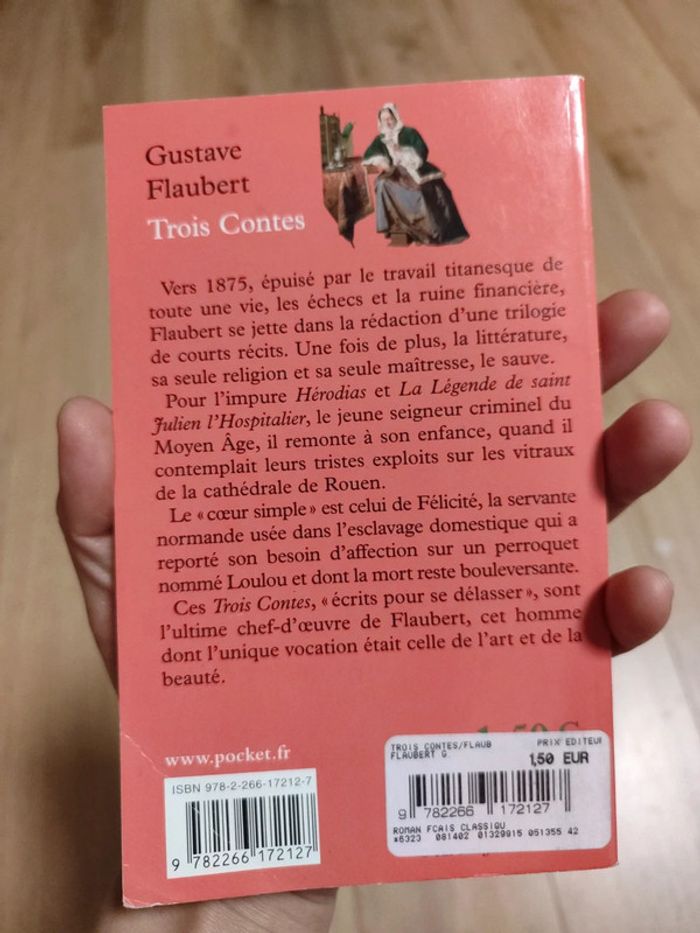 Gustave
Flaubert
Trois Contes
Vers 1875, épuisé par le travail titanesque de
toute une vie, les échecs et la ruine financière,
Flaubert se jette dans la rédaction d'une trilogie
de courts récits. Une fois de plus, la littérature,
sa seule religion et sa seule maîtresse, le sauve.
Pour l'impure Hérodias et La Légende de saint
Julien l'Hospitalier, le jeune seigneur criminel du
Moyen Âge, il remonte à son enfance, quand il
contemplait leurs tristes exploits sur les vitraux
de la cathédrale de Rouen.
Le « cœur simple » est celui de Félicité, la servante
normande usée dans l'esclavage domestique qui a
reporté son besoin d'affection sur un perroquet
nommé Loulou et dont la mort reste bouleversante.
Ces Trois Contes, « écrits pour se délasser », sont
l'ultime chef-d'œuvre de Flaubert, cet homme
dont l'unique vocation était celle de l'art et de la
beauté.
www.pocket.fr
ISBN 978-2-266-17212-7
9 782266 172127
TROIS CONTES/FLAUB PRIX EDITEUR
FLAUBERT G. 1,50 EUR
9 782266 172127
ROMAN FCAIS CLASSIQU
*6323 081402 01329915 051355 42